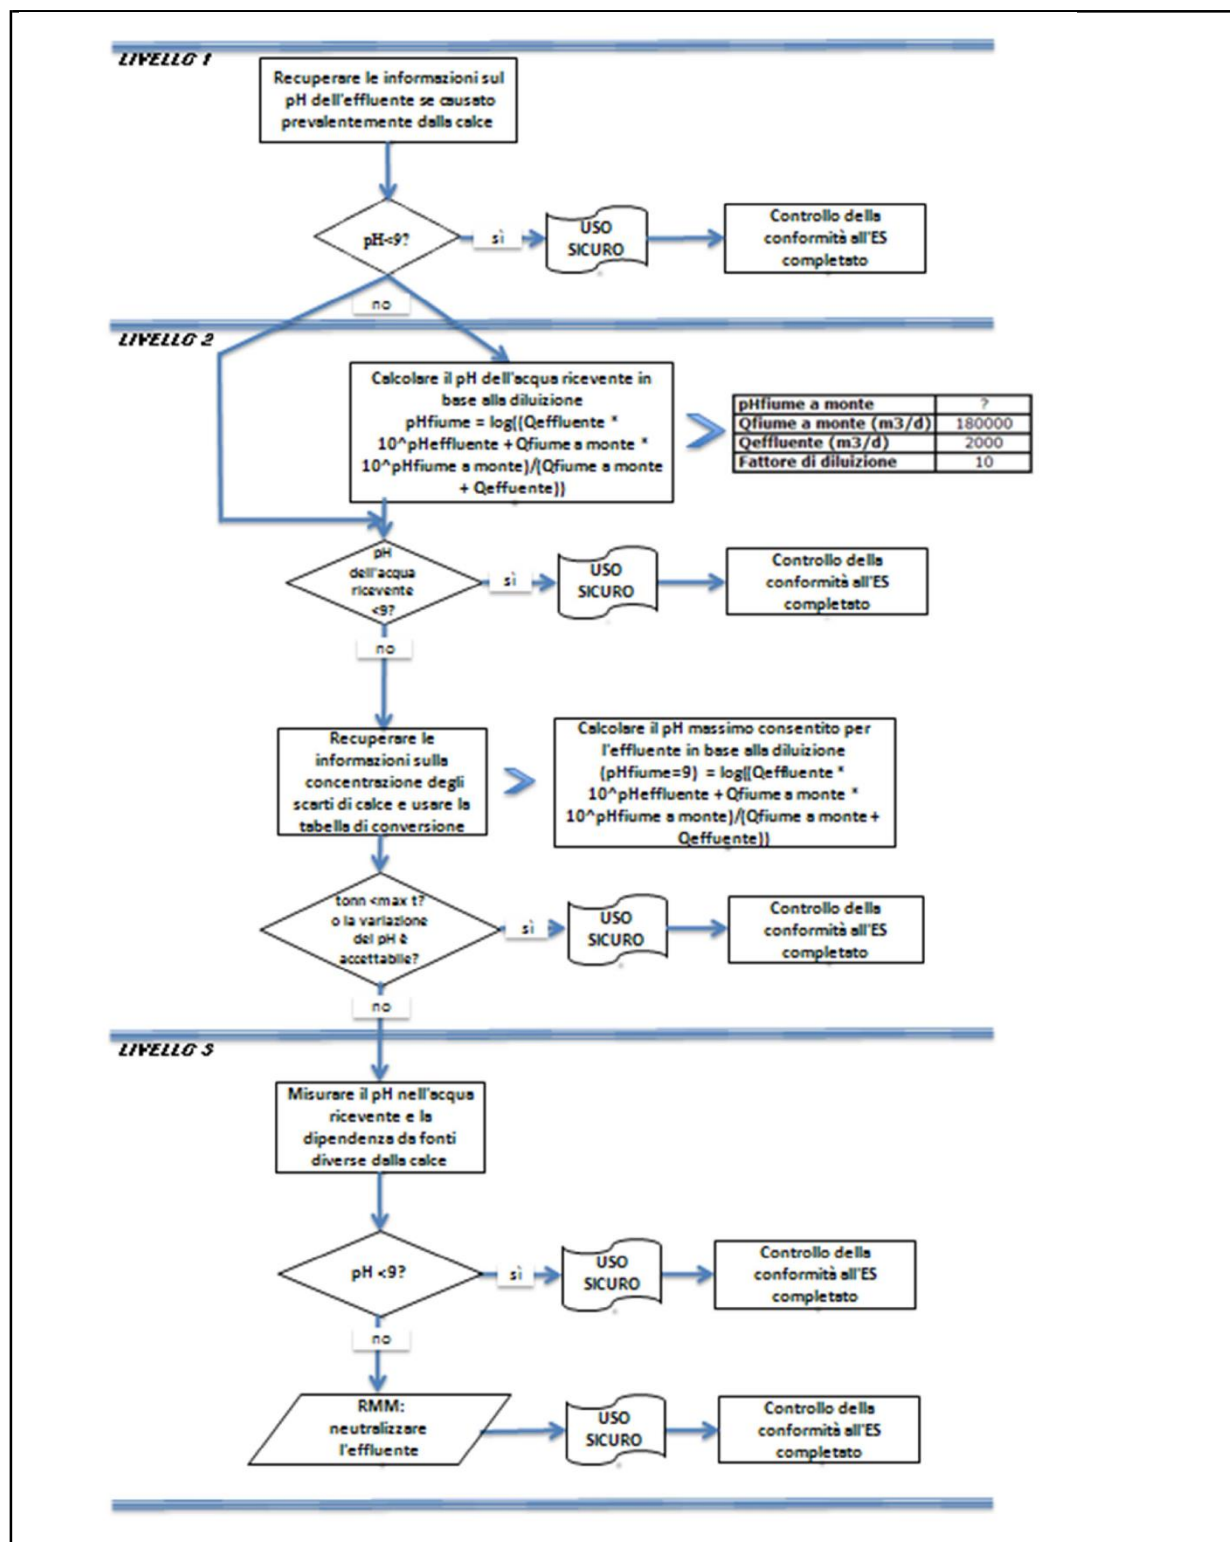 LIVELLO 1
Recuperare le informazioni sul
pH dell'effluente se causato
prevalentemente dalla calce
pH<9?
sì
USO
SICURO
Controllo della
conformità all'ES
completato
no
LIVELLO 2
Calcolare il pH dell'acqua ricevente in
base alla diluizione
pHfiume = log((Qeffluente *
10^pHeffluente + Qfiume a monte *
10^pHfiume a monte)/(Qfiume a monte
+ Qeffuente))
pHfiume a monte ?
Qfiume a monte (m3/d) 180000
Qeffluente (m3/d) 2000
Fattore di diluizione 10
pH
dell'acqua
ricevente
<9?
sì
USO
SICURO
Controllo della
conformità all'ES
completato
no
Recuperare le
informazioni sulla
concentrazione degli
scarti di calce e usare la
tabella di conversione
Calcolare il pH massimo consentito per
l'effluente in base alla diluizione
(pHfiume=9) = log((Qeffluente *
10^pHeffluente + Qfiume a monte *
10^pHfiume a monte)/(Qfiume a monte +
Qeffuente))
tonn <max t?
o la variazione
del pH è
accettabile?
sì
USO
SICURO
Controllo della
conformità all'ES
completato
no
LIVELLO 3
Misurare il pH nell'acqua
ricevente e la
dipendenza da fonti
diverse dalla calce
pH <9?
sì
USO
SICURO
Controllo della
conformità all'ES
completato
no
RMM:
neutralizzare
l'effluente
USO
SICURO
Controllo della
conformità all'ES
completato